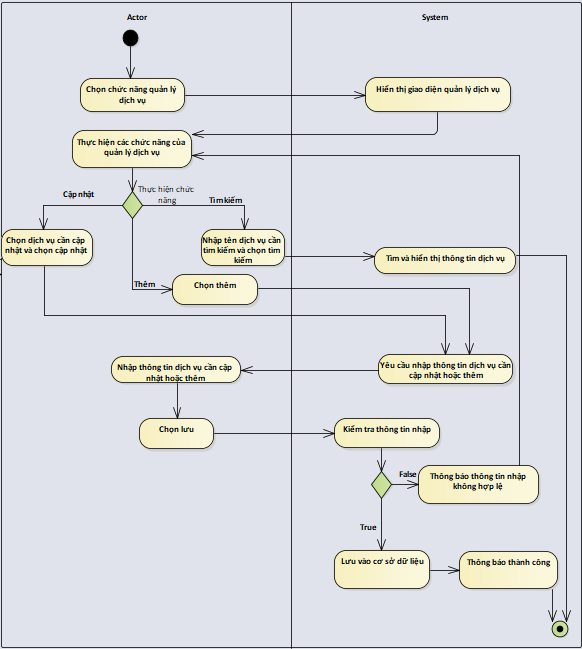 Actor
System
Chọn chức năng quản lý
dịch vụ
Hiển thị giao diện quản lý dịch vụ
Thực hiện các chức năng của
quản lý dịch vụ
Thực hiện chức
năng
Cập nhật
Tìm kiếm
Chọn dịch vụ cần cập
nhật và chọn cập nhật
Nhập tên dịch vụ cần
tìm kiếm và chọn tìm
kiếm
Tìm và hiển thị thông tin dịch vụ
Thêm
Chọn thêm
Yêu cầu nhập thông tin dịch vụ cần
cập nhật hoặc thêm
Nhập thông tin dịch vụ cần cập
nhật hoặc thêm
Chọn lưu
Kiểm tra thông tin nhập
False
Thông báo thông tin nhập
không hợp lệ
True
Lưu vào cơ sở dữ liệu
Thông báo thành công